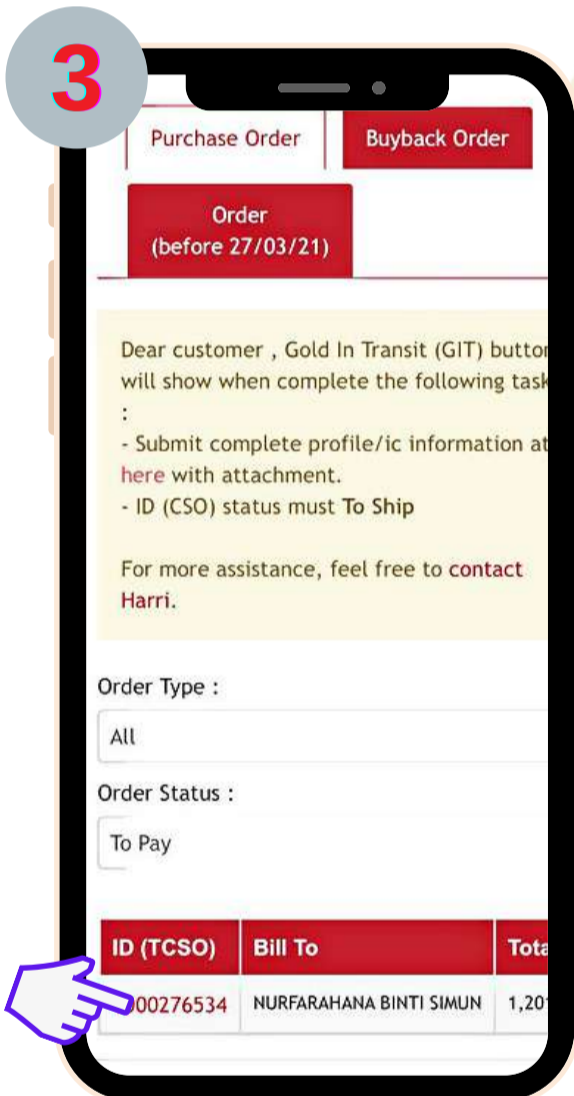 3
Purchase Order
Buyback Order
Order
(before 27/03/21)
Dear customer , Gold In Transit (GIT) button
will show when complete the following task
:
- Submit complete profile/ic information at
here with attachment.
- ID (CSO) status must To Ship
For more assistance, feel free to contact
Harri.
Order Type :
All
Order Status :
To Pay
ID (TCSO) Bill To Tota
000276534 NURFARAHANA BINTI SIMUN 1,201